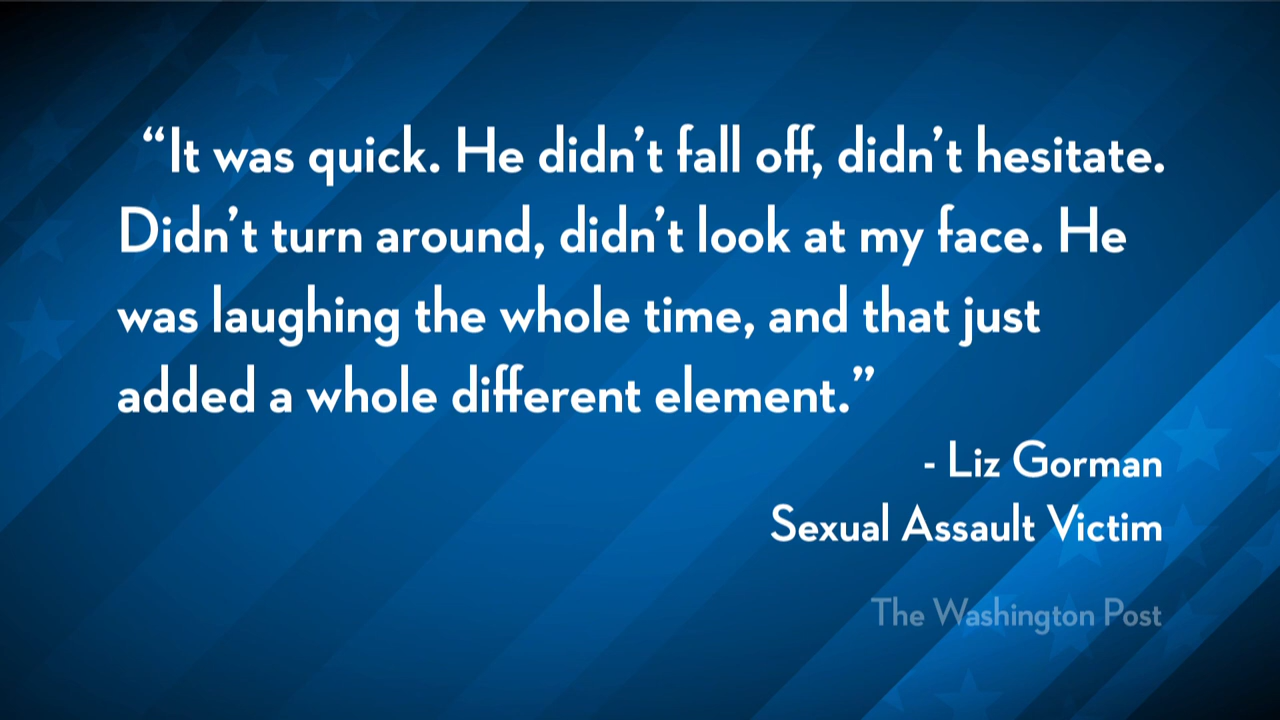 “It was quick. He didn’t fall off, didn’t hesitate.
Didn’t turn around, didn’t look at my face. He
was laughing the whole time, and that just
added a whole different element.”
- Liz Gorman
Sexual Assault Victim
The Washington Post